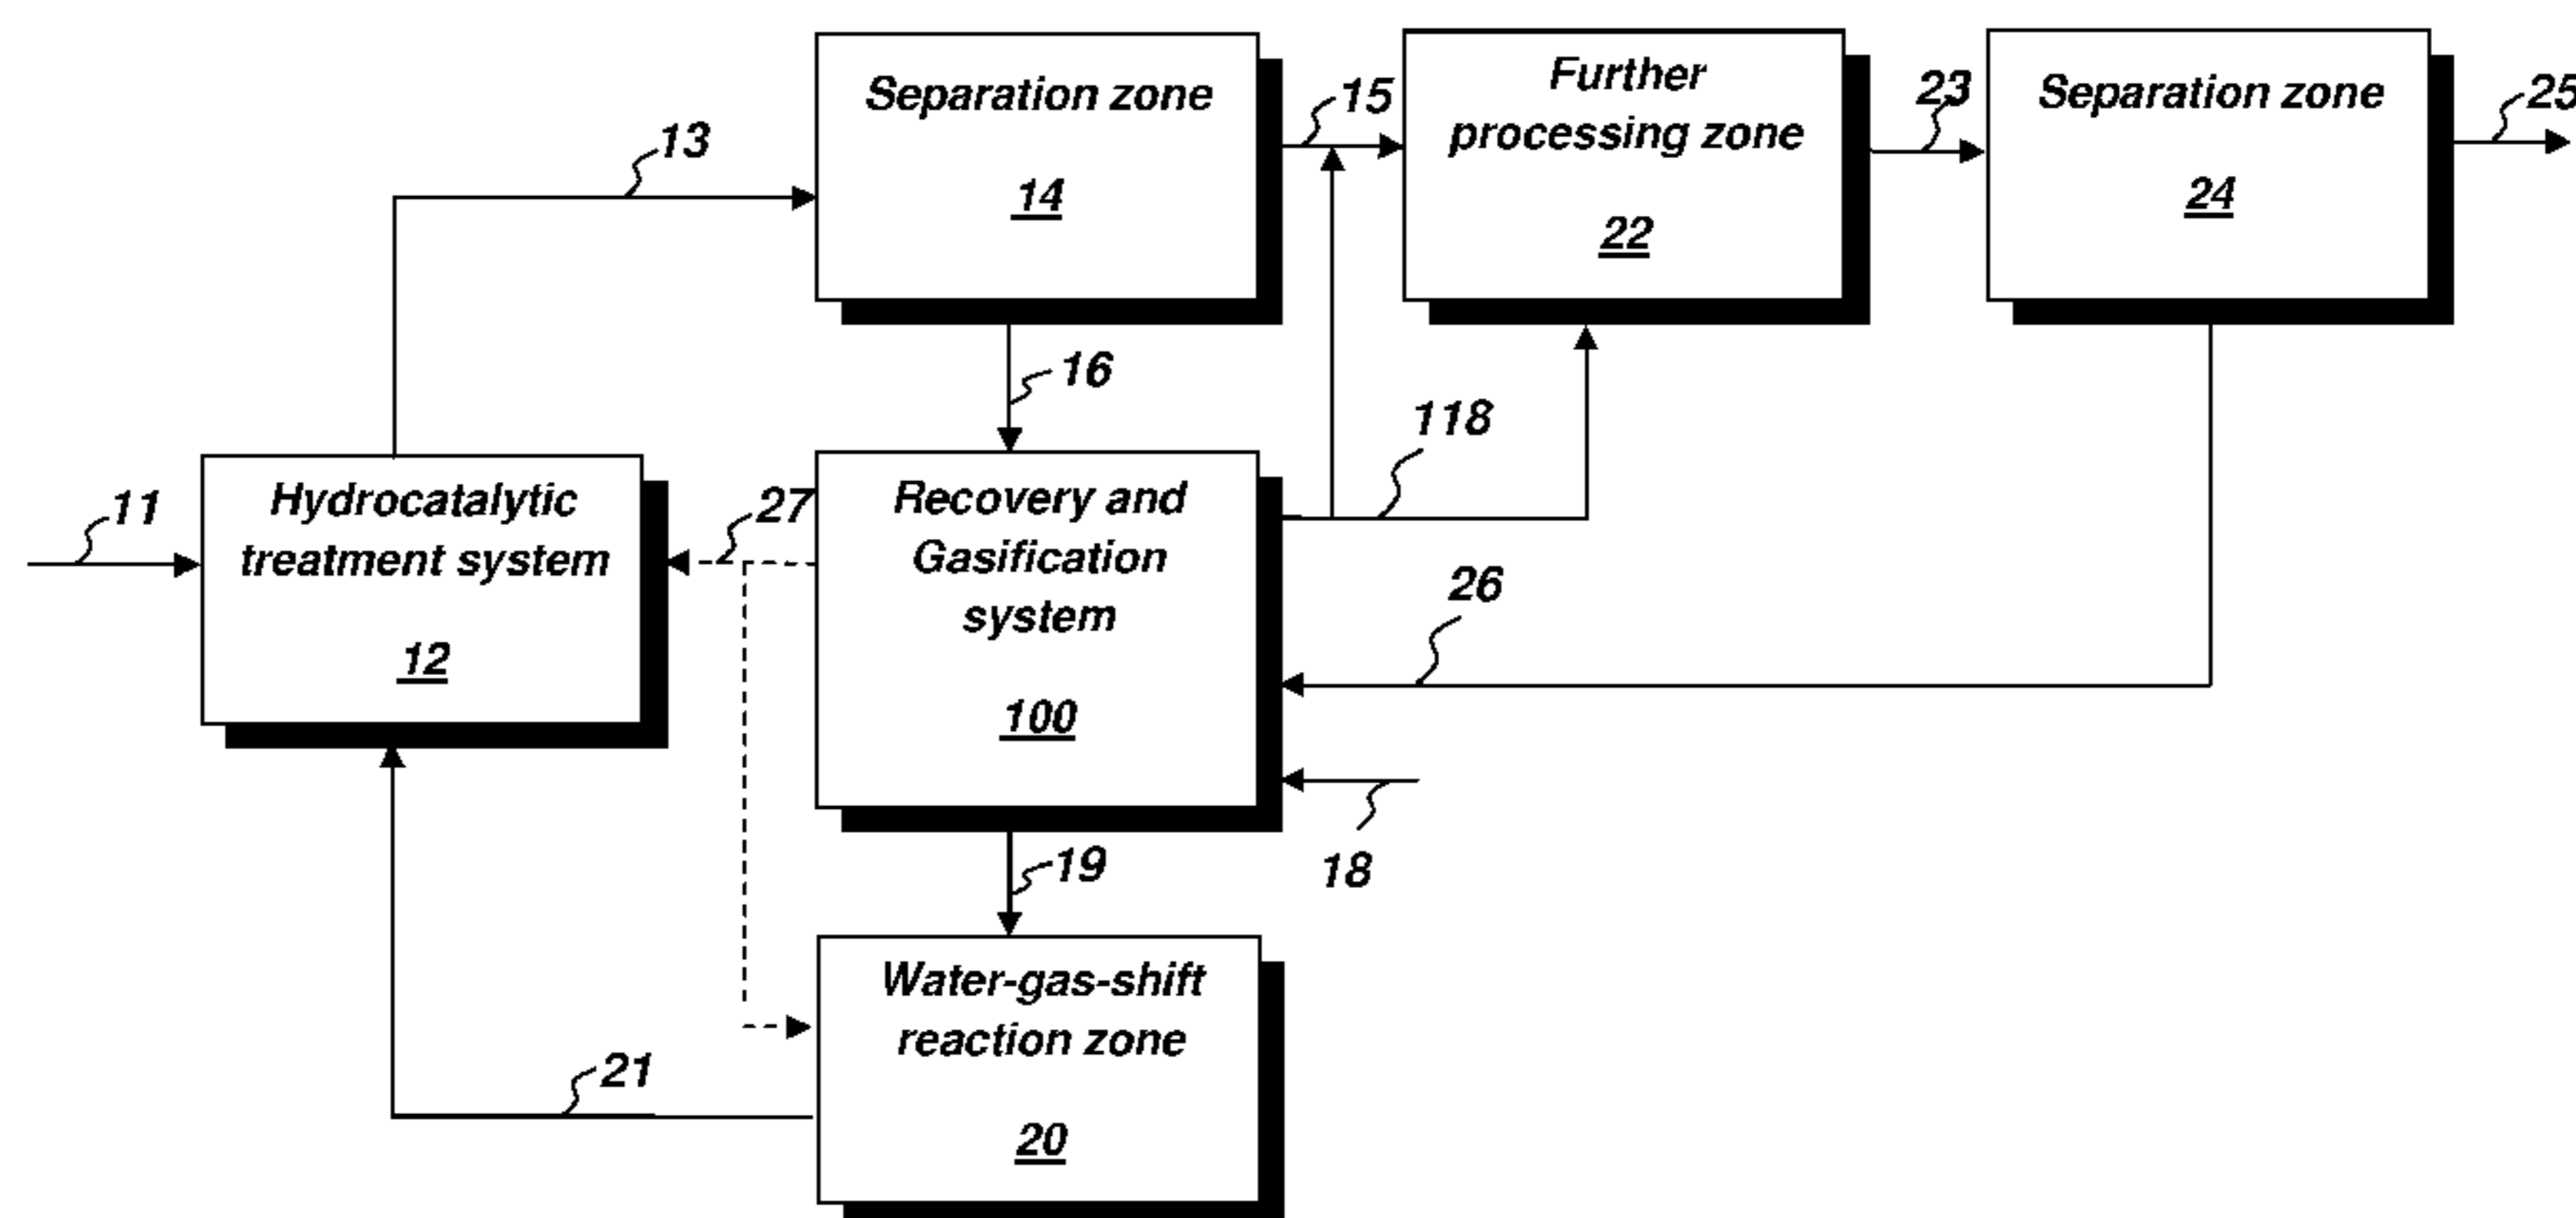 Separation zone
14
Further
processing zone
22
Separation zone
24
13
15
23
25
16
118
11
Hydrocatalytic
treatment system
12
27
Recovery and
Gasification
system
100
26
18
19
Water-gas-shift
reaction zone
20
21